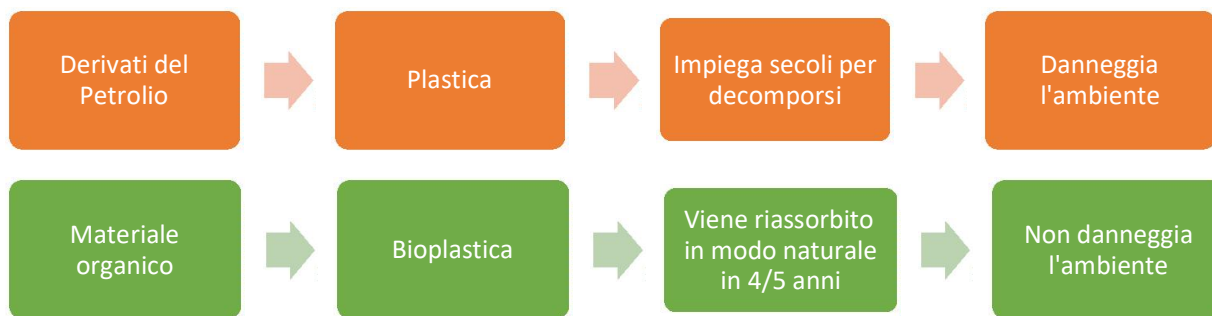 Derivati del
Petrolio
Plastica
Impiega secoli per
decomporsi
Danneggia
l'ambiente
Materiale
organico
Bioplastica
Viene riassorbito
in modo naturale
in 4/5 anni
Non danneggia
l'ambiente